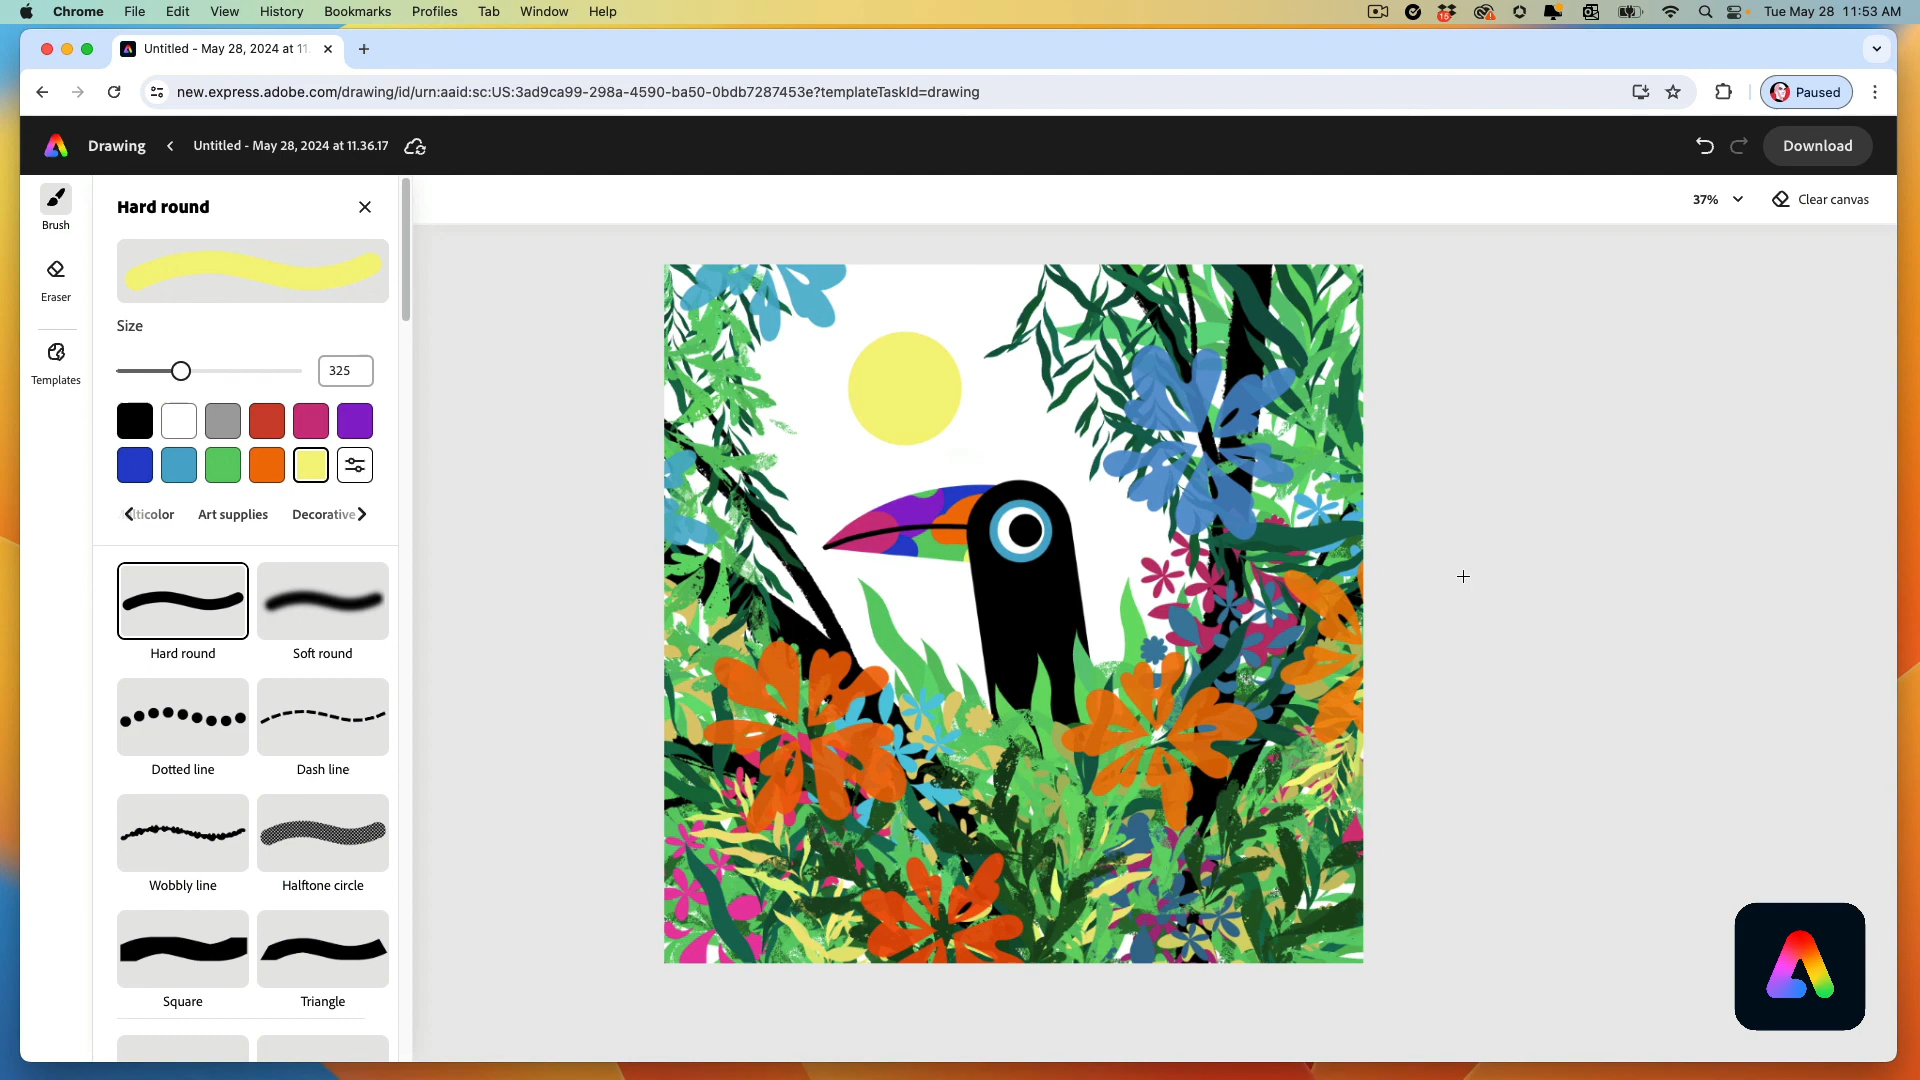 Chrome File Edit View History Bookmarks Profiles Tab Window Help
Tue May 28 11:53 AM
Untitled - May 28, 2024 at 11
new.express.adobe.com/drawing/id/urn:aaid:sc:US:3ad9ca99-298a-4590-ba50-0bdb7287453e?templateTaskId=drawing
Paused
Drawing
Untitled - May 28, 2024 at 11.36.17
Download
Brush
Eraser
Templates
Hard round
37%
Clear canvas
Size
325
Art supplies
Decorative
Hard round
Soft round
Dotted line
Dash line
Wobbly line
Halftone circle
Square
Triangle